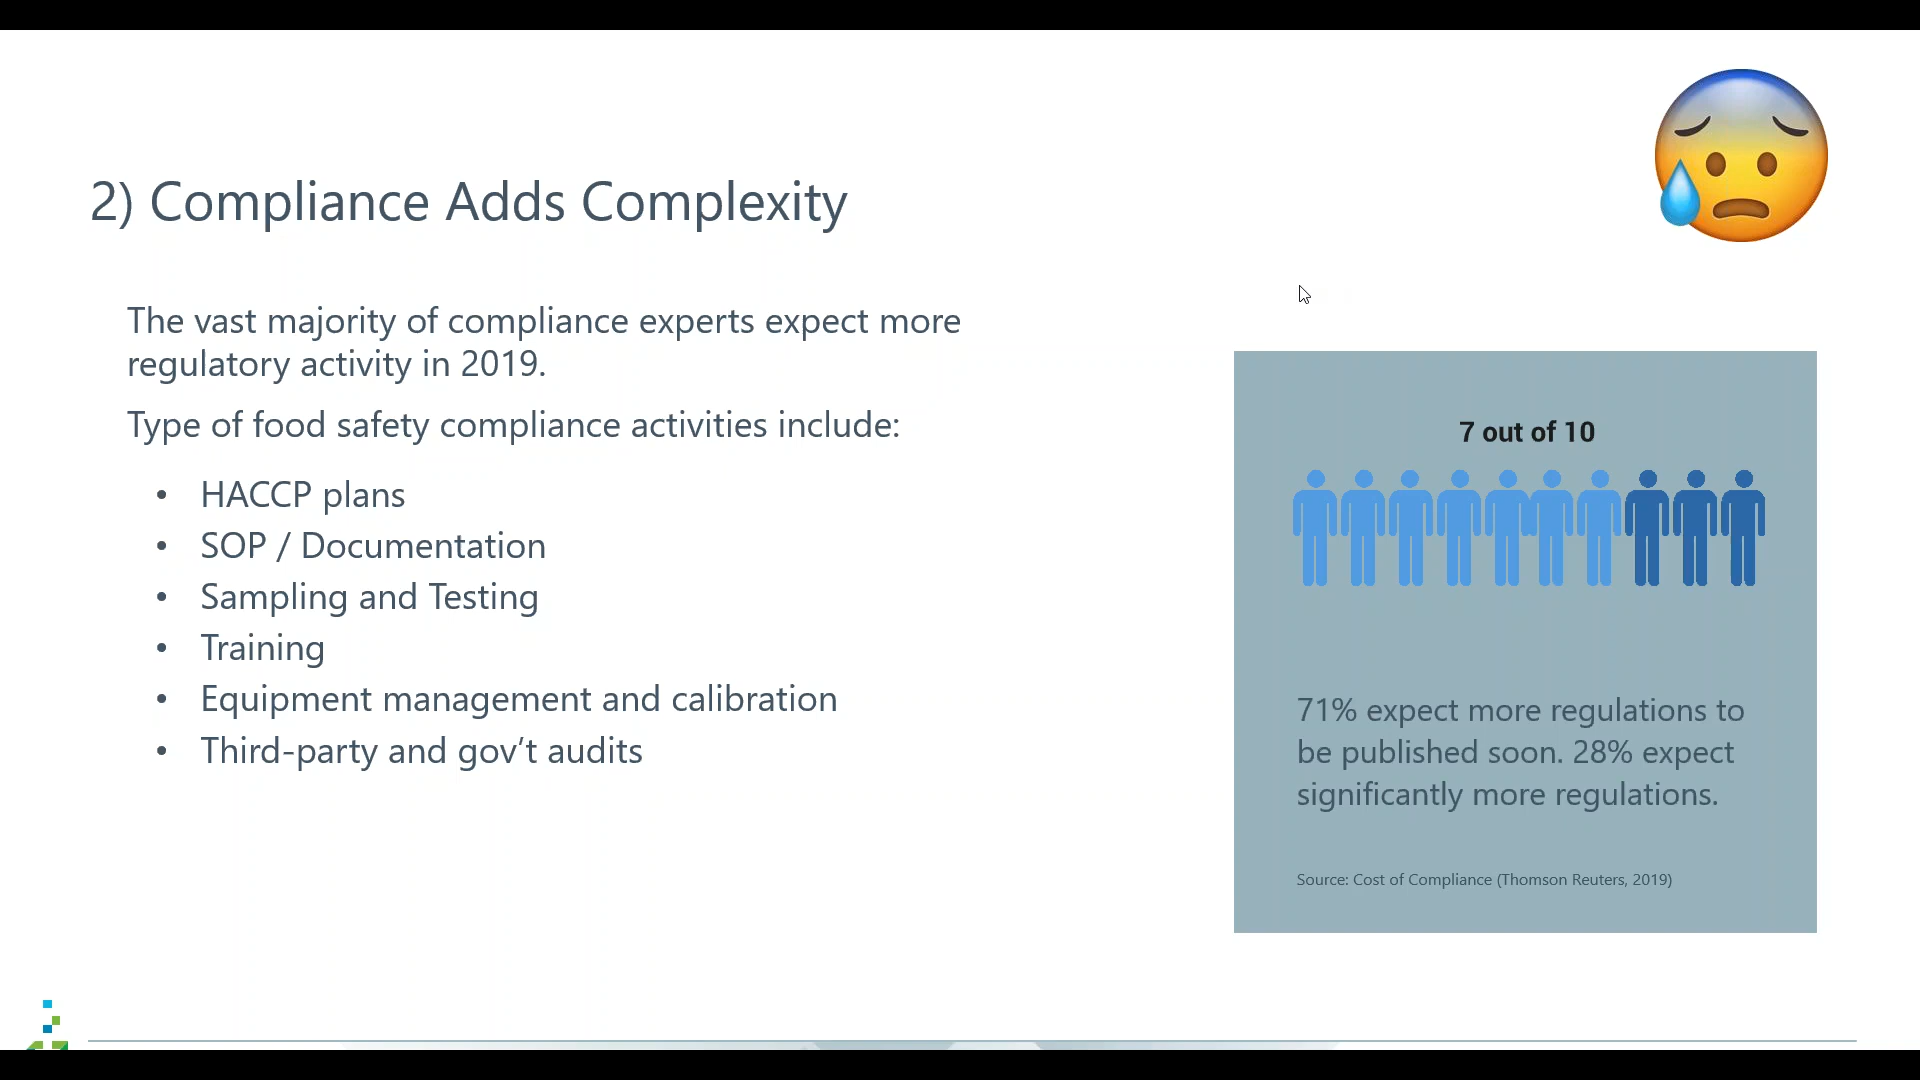 2) Compliance Adds Complexity
The vast majority of compliance experts expect more
regulatory activity in 2019.
Type of food safety compliance activities include:
• HACCP plans
• SOP / Documentation
• Sampling and Testing
• Training
• Equipment management and calibration
• Third-party and gov’t audits
7 out of 10
71% expect more regulations to
be published soon. 28% expect
significantly more regulations.
Source: Cost of Compliance (Thomson Reuters, 2019)